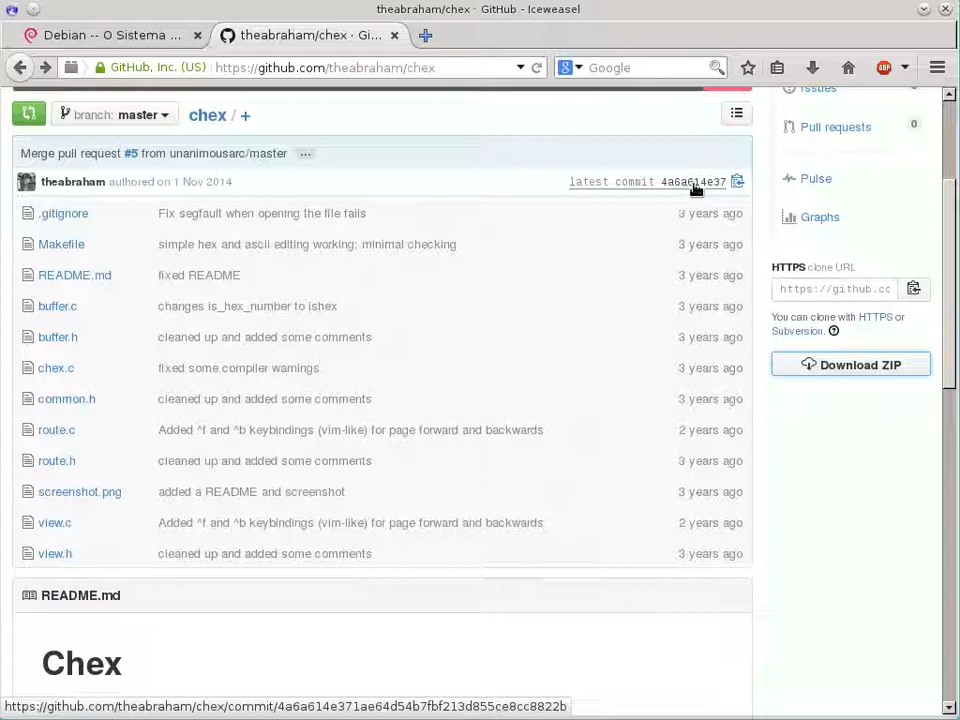 theabraham/chex · GitHub - Iceweasel
Debian -- O Sistema ...
theabraham/chex · Gi...
GitHub, Inc. (US)
https://github.com/theabraham/chex
Google
ABP
branch: master
chex / +
Issues
Pull requests 0
Pulse
Graphs
Merge pull request #5 from unanimousarc/master ...
theabraham authored on 1 Nov 2014 latest commit 4a6a614e37
.gitignore Fix segfault when opening the file fails 3 years ago
Makefile simple hex and ascii editing working; minimal checking 3 years ago
README.md fixed README 3 years ago
buffer.c changes is_hex_number to ishex 3 years ago
buffer.h cleaned up and added some comments 3 years ago
chex.c fixed some compiler warnings 3 years ago
common.h cleaned up and added some comments 3 years ago
route.c Added ^f and ^b keybindings (vim-like) for page forward and backwards 2 years ago
route.h cleaned up and added some comments 3 years ago
screenshot.png added a README and screenshot 3 years ago
view.c Added ^f and ^b keybindings (vim-like) for page forward and backwards 2 years ago
view.h cleaned up and added some comments 3 years ago
HTTPS clone URL
https://github.cc
You can clone with HTTPS or
Subversion.
Download ZIP
README.md
Chex
https://github.com/theabraham/chex/commit/4a6a614e371ae64d54b7fbf213d855ce8cc8822b